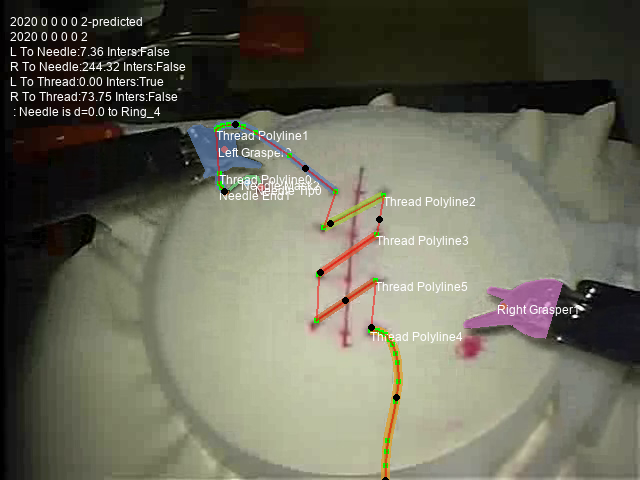 2020 0 0 0 0 2-predicted
2020 0 0 0 0 2
L To Needle:7.36 Inters:False
R To Needle:244.32 Inters:False
L To Thread:0.00 Inters:True
R To Thread:73.75 Inters:False
: Needle is d=0.0 to Ring_4
Thread Polyline1
Left Grasper
Thread Polyline0
Needle End1
Thread Polyline2
Thread Polyline3
Thread Polyline5
Right Grasper1
Thread Polyline4